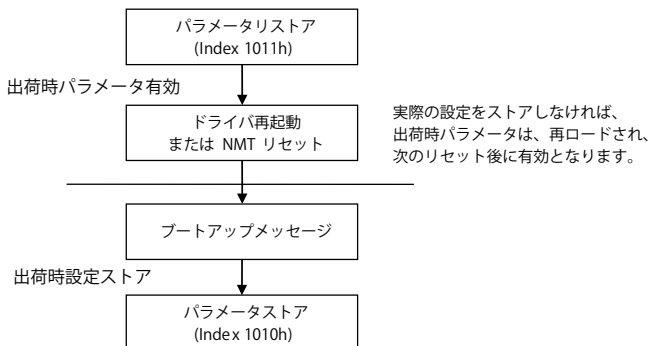 パラメータリストア
(Index 1011h)
出荷時パラメータ有効
ドライバ再起動
または NMT リセット
実際の設定をストアしなければ、
出荷時パラメータは、再ロードされ、
次のリセット後に有効となります。
ブートアップメッセージ
出荷時設定ストア
パラメータストア
(Index 1010h)